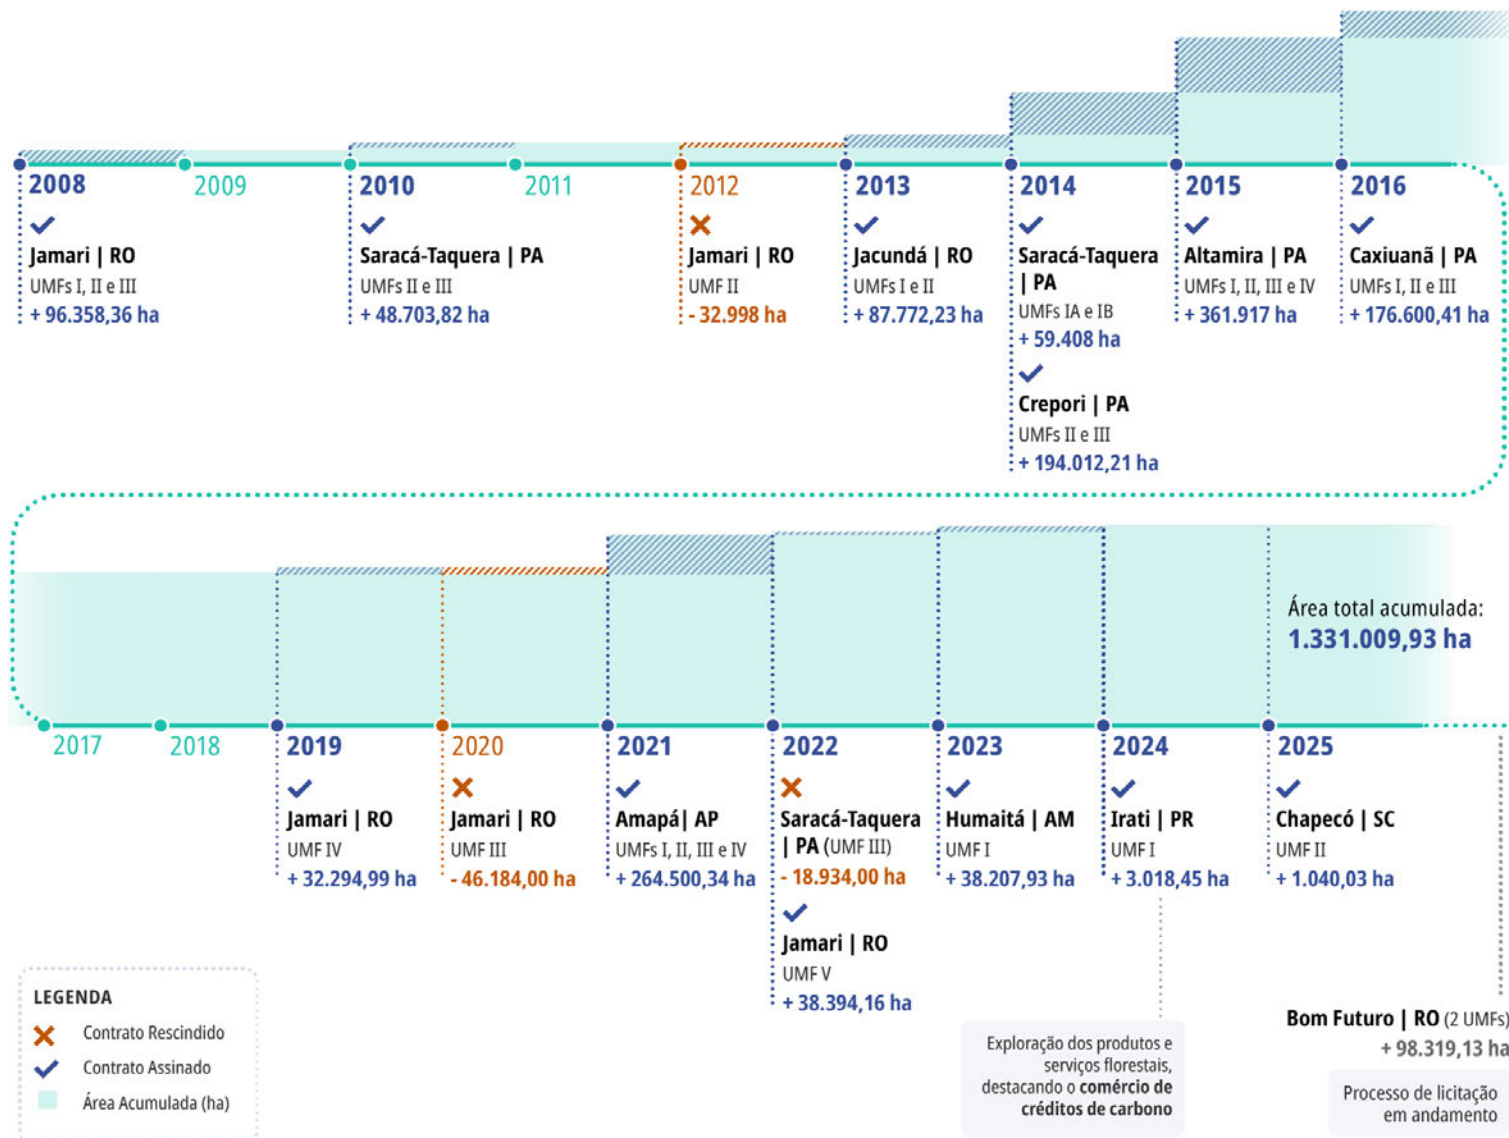 2008
Jamari | RO
UMFs I, II e III
+ 96.358,36 ha
2009
2010
Saracá-Taquera | PA
UMFs II e III
+ 48.703,82 ha
2011
2012
Jamari | RO
UMF II
- 32.998 ha
2013
Jacundá | RO
UMFs I e II
+ 87.772,23 ha
2014
Saracá-Taquera
| PA
UMFs IA e IB
+ 59.408 ha
Crepori | PA
UMFs II e III
+ 194.012,21 ha
2015
Altamira | PA
UMFs I, II, III e IV
+ 361.917 ha
2016
Caxiuanã | PA
UMFs I, II e III
+ 176.600,41 ha
2017
2018
2019
Jamari | RO
UMF IV
+ 32.294,99 ha
2020
Jamari | RO
UMF III
- 46.184,00 ha
2021
Amapá| AP
UMFs I, II, III e IV
+ 264.500,34 ha
2022
Saracá-Taquera
| PA (UMF III)
- 18.934,00 ha
Jamari | RO
UMF V
+ 38.394,16 ha
2023
Humaitá | AM
UMF I
+ 38.207,93 ha
2024
Irati | PR
UMF I
+ 3.018,45 ha
Exploração dos produtos e
serviços florestais,
destacando o comércio de
créditos de carbono
2025
Chapecó | SC
UMF II
+ 1.040,03 ha
Área total acumulada:
1.331.009,93 ha
Bom Futuro | RO (2 UMFs)
+ 98.319,13 ha
Processo de licitação
em andamento
LEGENDA
Contrato Rescindido
Contrato Assinado
Área Acumulada (ha)